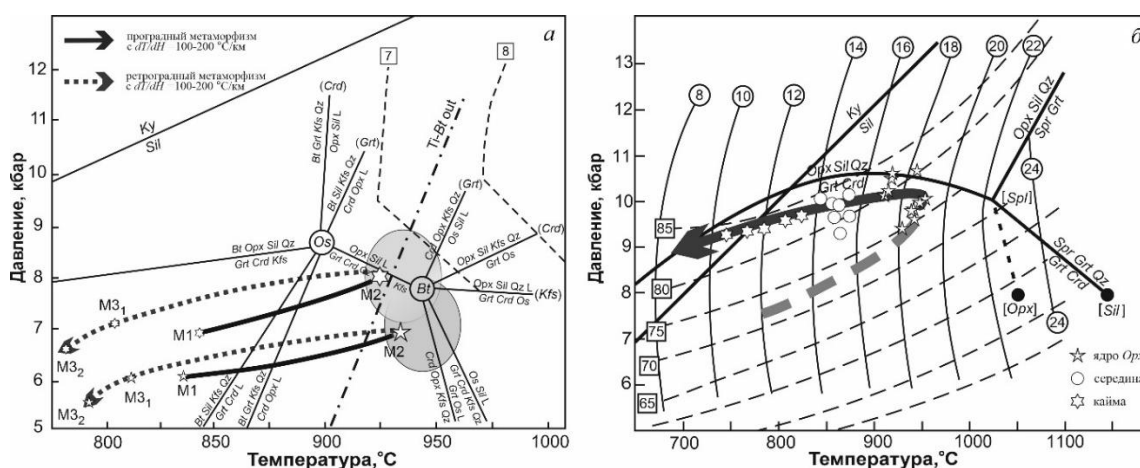 а
проградный метаморфизм
с dT/dH – 100-200 °С/км
ретроградный метаморфизм
с dT/dH – 100-200 °С/км
7
8
12
11
10
9
8
7
6
5
Давление, кбар
Ky
Sil
Ti-Bt out
(Crd)
Bt Grt Kfs Qz
Opx Sil L
(Grt)
Bt Sil Kfs Qz
Crd Opx L
Os
Bt Opx Sil Qz
Grt Crd Kfs
Opx Sil L
Grt Crd
Kfs
Bt
(Grt)
Opx Kfs Qz
Os Sil L
(Crd)
Opx Sil Kfs Qz
Grt Os
Opx Sil Qz L
Grt Crd Os
(Kfs)
M2
M1
M3₁
M3₂
M2
M1
M3₁
M3₂
Bt Sil Kfs Qz
Grt Crd L
Bt Grt Kfs Qz
Crd Opx L
Crd Opx Kfs Qz
Grt Os L
Grt Crd Kfs Qz
Os Sil L
800
850
900
950
1000
Температура,°С
б
13
12
11
10
9
8
7
6
Давление, кбар
8
10
12
14
16
18
20
22
24
24
Ky
Sil
Opx Sil Qz
Grt Crd
Opx Sil Qz
Spr Grt
[Spl]
Spr Grt Qz
Grt Crd
[Opx]
[Sil]
85
80
75
70
65
ядро Opx
середина
кайма
700
800
900
1000
1100
Температура,°С